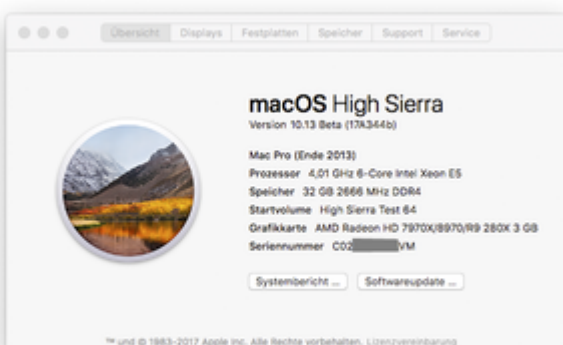 Übersicht Displays Festplatten Speicher Support Service
macOS High Sierra
Version 10.13 Beta (17A344b)
Mac Pro (Ende 2013)
Prozessor 4,01 GHz 6-Core Intel Xeon E5
Speicher 32 GB 2666 MHz DDR4
Startvolume High Sierra Test 64
Grafikkarte AMD Radeon HD 7970X/8970/R9 280X 3 GB
Seriennummer C02 VM
Systembericht ... Softwareupdate ...
™ und © 1983-2017 Apple Inc. Alle Rechte vorbehalten. Lizenzvereinbarung